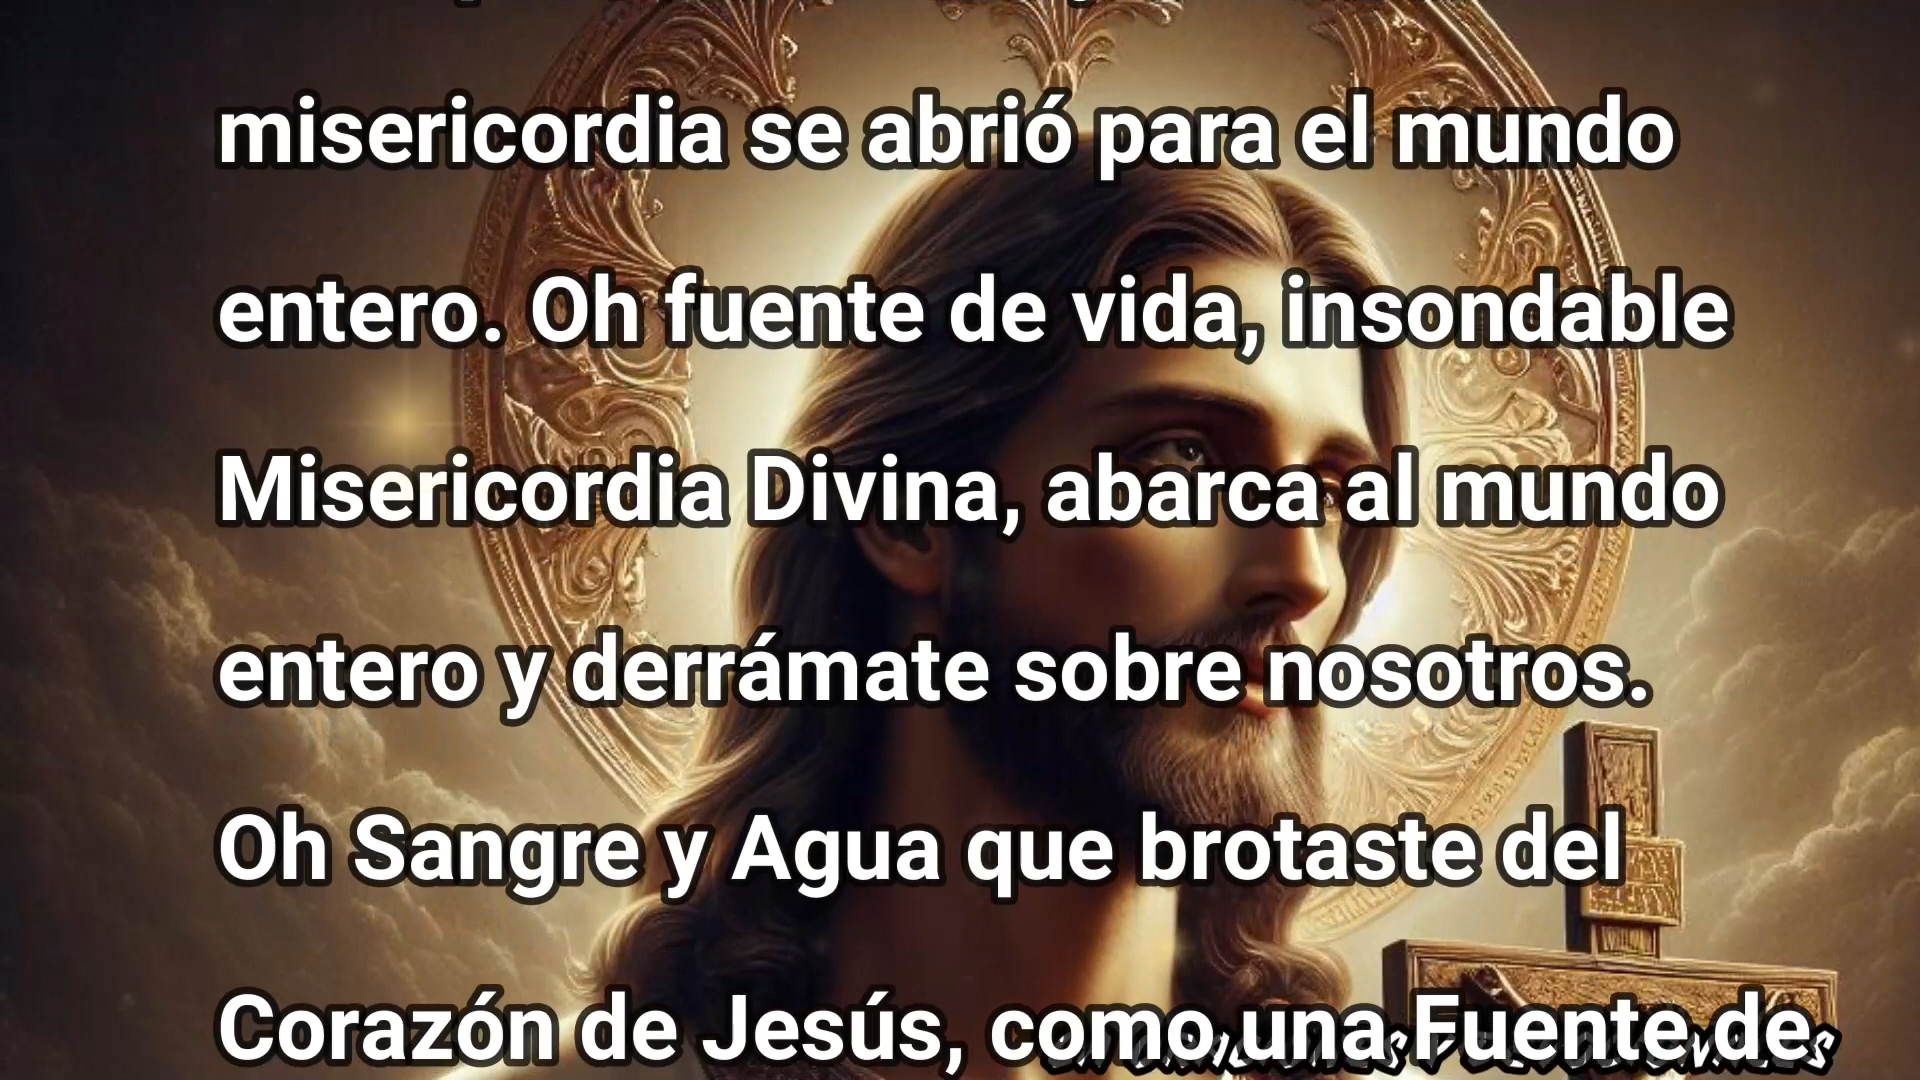 misericordia se abrió para el mundo
entero. Oh fuente de vida, insondable
Misericordia Divina, abarca al mundo
entero y derrámate sobre nosotros.
Oh Sangre y Agua que brotaste del
Corazón de Jesús, como una Fuente de